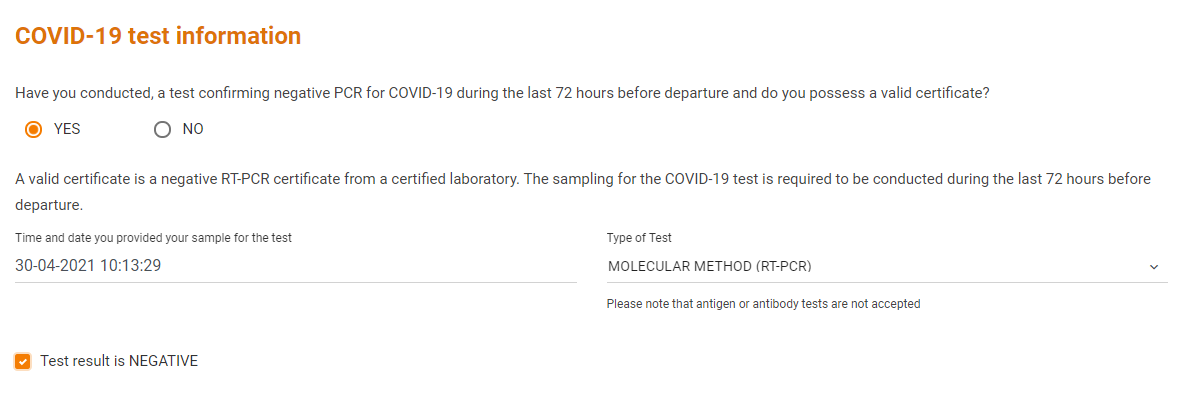 COVID-19 test information
Have you conducted, a test confirming negative PCR for COVID-19 during the last 72 hours before departure and do you possess a valid certificate?
YES NO
A valid certificate is a negative RT-PCR certificate from a certified laboratory. The sampling for the COVID-19 test is required to be conducted during the last 72 hours before
departure.
Time and date you provided your sample for the test
30-04-2021 10:13:29
Type of Test
MOLECULAR METHOD (RT-PCR)
Please note that antigen or antibody tests are not accepted
Test result is NEGATIVE